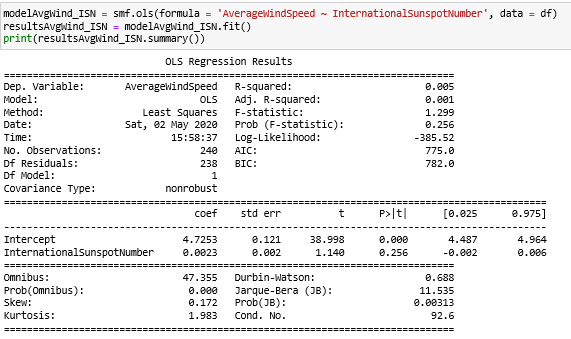 modelAvgWind_ISN = smf.ols(formula = 'AverageWindSpeed ~ InternationalSunspotNumber', data = df)
resultsAvgWind_ISN = modelAvgWind_ISN.fit()
print(resultsAvgWind_ISN.summary())
OLS Regression Results
==============================================================================
Dep. Variable: AverageWindSpeed R-squared: 0.005
Model: OLS Adj. R-squared: 0.001
Method: Least Squares F-statistic: 1.299
Date: Sat, 02 May 2020 Prob (F-statistic): 0.256
Time: 15:58:37 Log-Likelihood: -385.52
No. Observations: 240 AIC: 775.0
Df Residuals: 238 BIC: 782.0
Df Model: 1
Covariance Type: nonrobust
==============================================================================================
coef std err t P>|t| [0.025 0.975]
----------------------------------------------------------------------------------------------
Intercept 4.7253 0.121 38.998 0.000 4.487 4.964
InternationalSunspotNumber 0.0023 0.002 1.140 0.256 -0.002 0.006
==============================================================================
Omnibus: 47.355 Durbin-Watson: 0.688
Prob(Omnibus): 0.000 Jarque-Bera (JB): 11.535
Skew: 0.172 Prob(JB): 0.00313
Kurtosis: 1.983 Cond. No. 92.6
==============================================================================